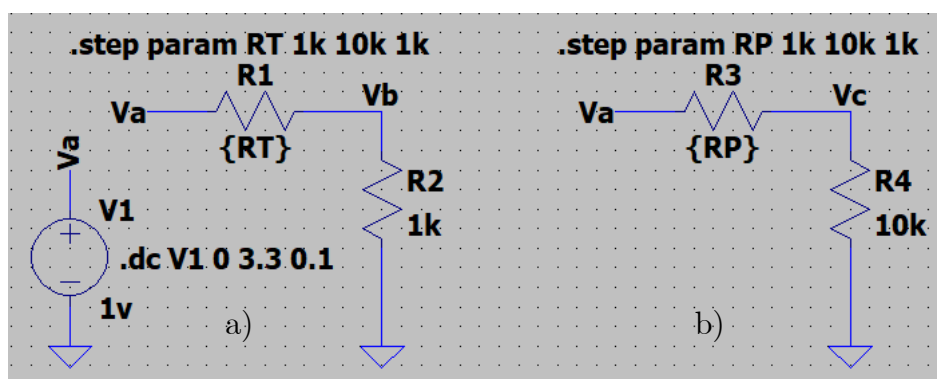 .step param RT 1k 10k 1k
R1
Va
Vb
{RT}
R2
1k
Va
V1
.dc V1 0 3.3 0.1
1v
a)
.step param RP 1k 10k 1k
R3
Va
Vc
{RP}
R4
10k
b)